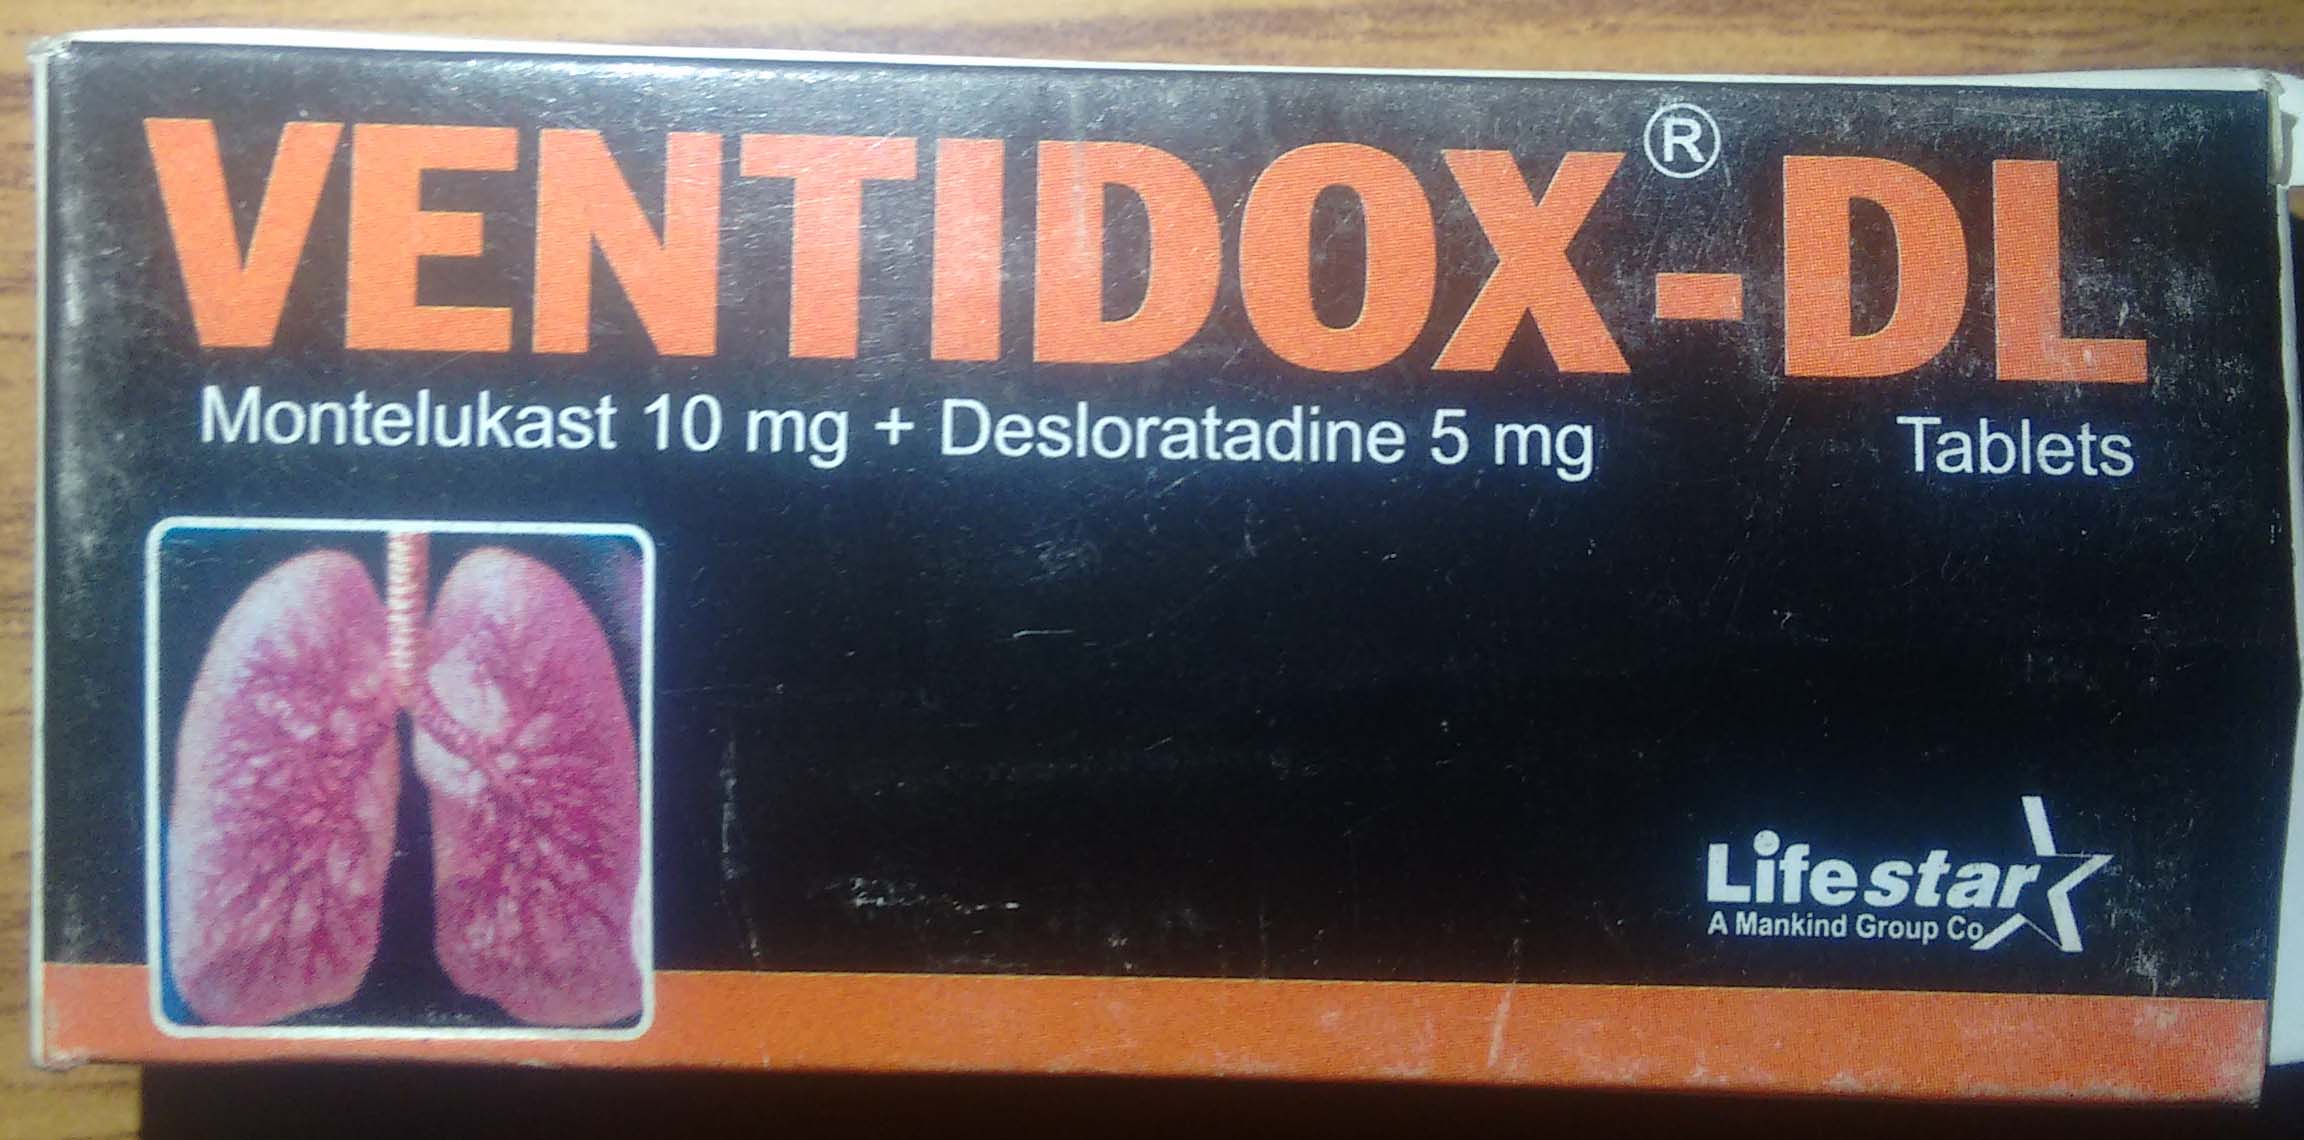 VENTIDOX®-DL
Montelukast 10 mg + Desloratadine 5 mg Tablets
Lifestar
A Mankind Group Co